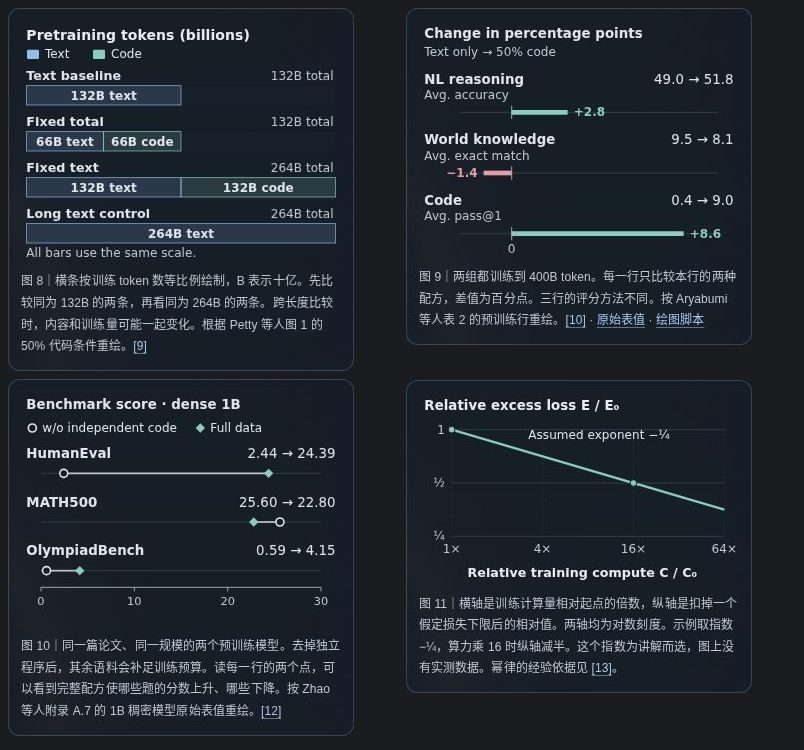 Pretraining tokens (billions)
Text Code
Text baseline 132B total
132B text
Fixed total 132B total
66B text 66B code
Fixed text 264B total
132B text 132B code
Long text control 264B total
264B text
All bars use the same scale.
图 8｜横条按训练 token 数等比例绘制，B 表示十亿。先比
较同为 132B 的两条，再看同为 264B 的两条。跨长度比较
时，内容和训练量可能一起变化。根据 Petty 等人图 1 的
50% 代码条件重绘。[9]
Change in percentage points
Text only → 50% code
NL reasoning 49.0 → 51.8
Avg. accuracy
+2.8
World knowledge 9.5 → 8.1
Avg. exact match
−1.4
Code 0.4 → 9.0
Avg. pass@1
+8.6
0
图 9｜两组都训练到 400B token。每一行只比较本行的两种
配方，差值为百分点。三行的评分方法不同。按 Aryabumi
等人表 2 的预训练行重绘。[10] · 原始表值 · 绘图脚本
Benchmark score · dense 1B
w/o independent code Full data
HumanEval 2.44 → 24.39
MATH500 25.60 → 22.80
OlympiadBench 0.59 → 4.15
0 10 20 30
图 10｜同一篇论文、同一规模的两个预训练模型。去掉独立
程序后，其余语料会补足训练预算。读每一行的两个点，可
以看到完整配方使哪些题的分数上升、哪些下降。按 Zhao
等人附录 A.7 的 1B 稠密模型原始表值重绘。[12]
Relative excess loss E / E₀
1
Assumed exponent −¼
½
¼
1× 4× 16× 64×
Relative training compute C / C₀
图 11｜横轴是训练计算量相对起点的倍数，纵轴是扣掉一个
假定损失下限后的相对值。两轴均为对数刻度。示例取指数
−¼，算力乘 16 时纵轴减半。这个指数为讲解而选，图上没
有实测数据。幂律的经验依据见 [13]。